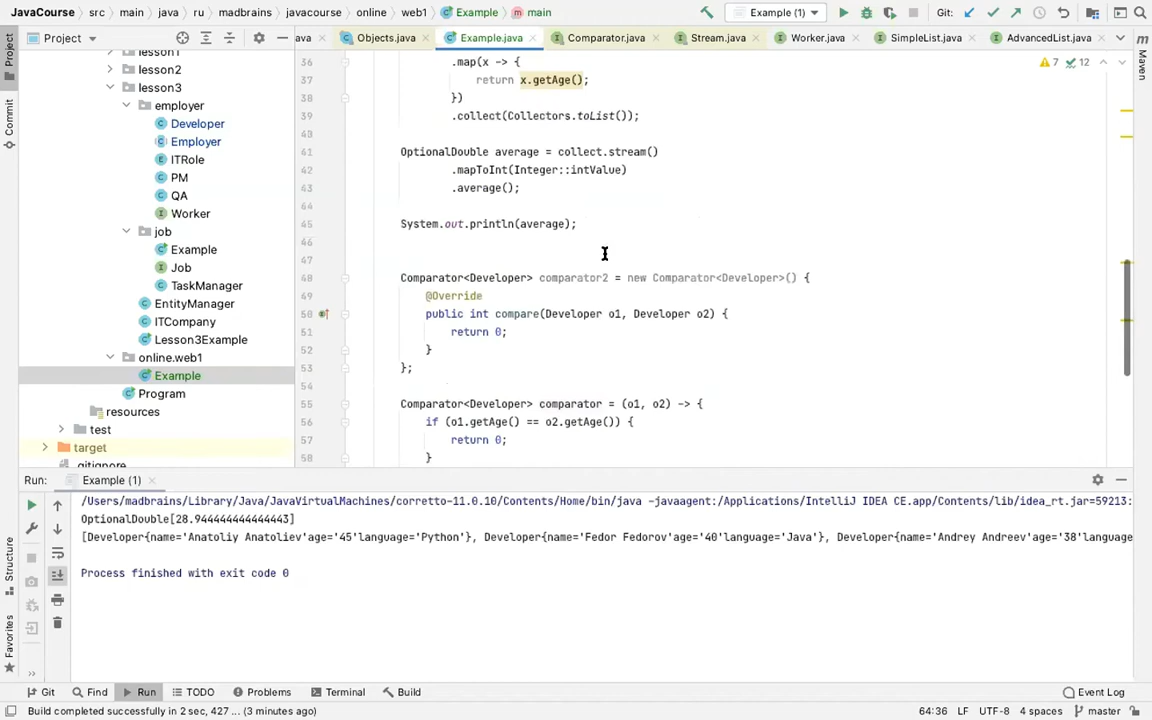 JavaCourse > src > main > java > ru > madbrains > javacourse > online > web1 > Example > main
Example (1)
Git:
Project
ava
Objects.java
Example.java
Comparator.java
Stream.java
Worker.java
SimpleList.java
AdvancedList.java
lesson1
lesson2
lesson3
employer
Developer
Employer
ITRole
PM
QA
Worker
job
Example
Job
TaskManager
EntityManager
ITCompany
Lesson3Example
online.web1
Example
Program
resources
test
target
.gitignore
7 12
36 .map(x -> {
37 return x.getAge();
38 })
39 .collect(Collectors.toList());
40
41 OptionalDouble average = collect.stream()
42 .mapToInt(Integer::intValue)
43 .average();
44
45 System.out.println(average);
46
47
48 Comparator<Developer> comparator2 = new Comparator<Developer>() {
49 @Override
50 public int compare(Developer o1, Developer o2) {
51 return 0;
52 }
53 };
54
55 Comparator<Developer> comparator = (o1, o2) -> {
56 if (o1.getAge() == o2.getAge()) {
57 return 0;
58 }
Project
Commit
Structure
Favorites
Maven
Run: Example (1)
/Users/madbrains/Library/Java/JavaVirtualMachines/corretto-11.0.10/Contents/Home/bin/java -javaagent:/Applications/IntelliJ IDEA CE.app/Contents/lib/idea_rt.jar=59213:
OptionalDouble[28.944444444444443]
[Developer{name='Anatoliy Anatoliev'age='45'language='Python'}, Developer{name='Fedor Fedorov'age='40'language='Java'}, Developer{name='Andrey Andreev'age='38'language
Process finished with exit code 0
Git Find Run TODO Problems Terminal Build Event Log
Build completed successfully in 2 sec, 427 ... (3 minutes ago) 64:36 LF UTF-8 4 spaces master